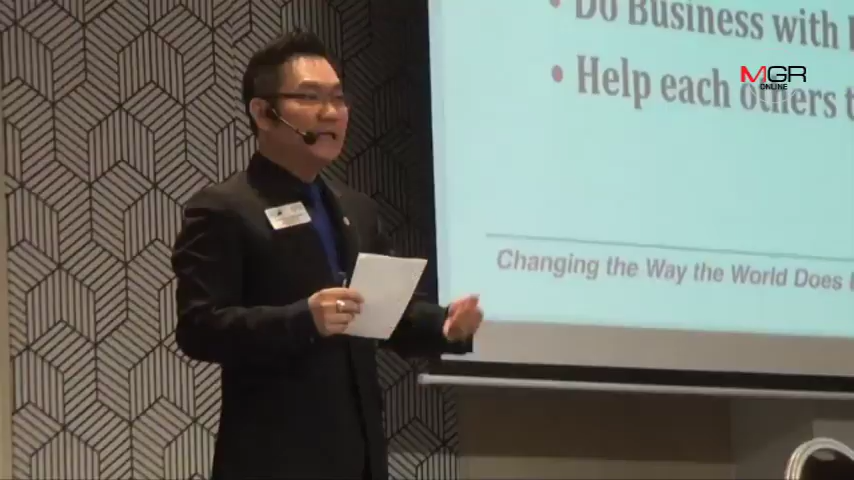 Do Business with
Help each others
MGR
ONLINE
Changing the Way the World Does